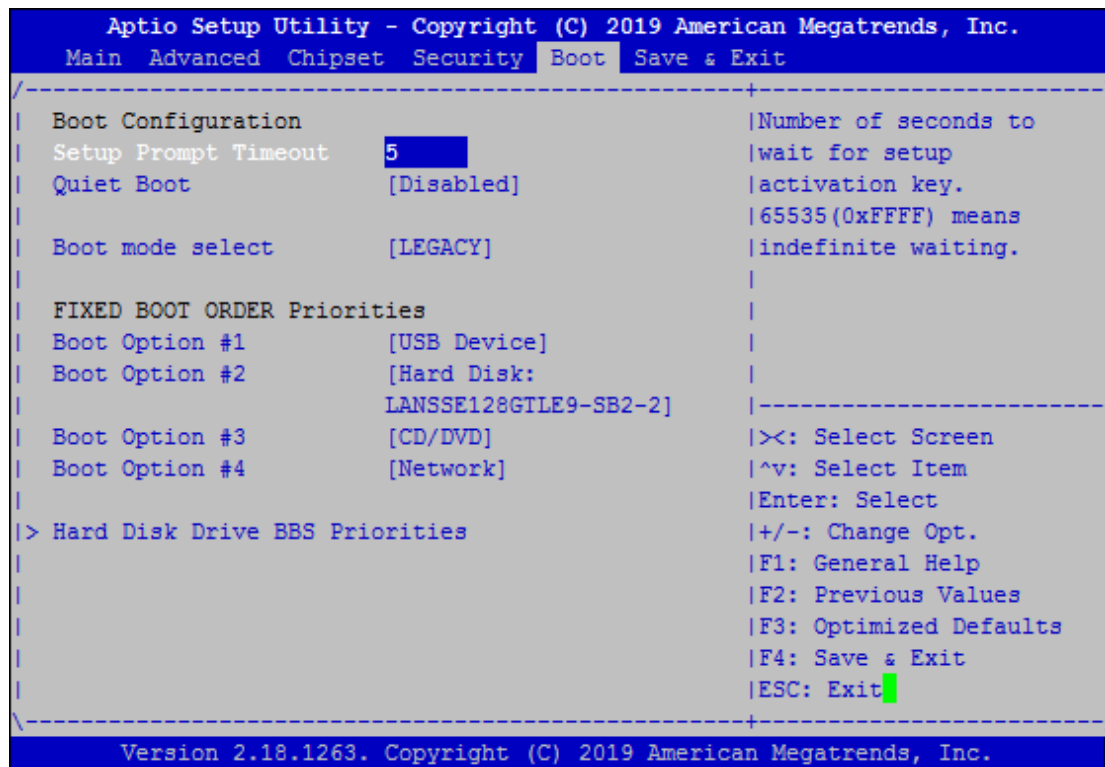 Aptio Setup Utility - Copyright (C) 2019 American Megatrends, Inc.
Main Advanced Chipset Security Boot Save & Exit
/----------------------------------------------------+-------------------------
| Boot Configuration |Number of seconds to
| Setup Prompt Timeout 5 |wait for setup
| Quiet Boot [Disabled] |activation key.
| |65535(0xFFFF) means
| Boot mode select [LEGACY] |indefinite waiting.
| |
| FIXED BOOT ORDER Priorities |
| Boot Option #1 [USB Device] |
| Boot Option #2 [Hard Disk: |
| LANSSE128GTLE9-SB2-2] |-------------------------
| Boot Option #3 [CD/DVD] |><: Select Screen
| Boot Option #4 [Network] |^v: Select Item
| |Enter: Select
|> Hard Disk Drive BBS Priorities |+/-: Change Opt.
| |F1: General Help
| |F2: Previous Values
| |F3: Optimized Defaults
| |F4: Save & Exit
| |ESC: Exit
\----------------------------------------------------+-------------------------
Version 2.18.1263. Copyright (C) 2019 American Megatrends, Inc.